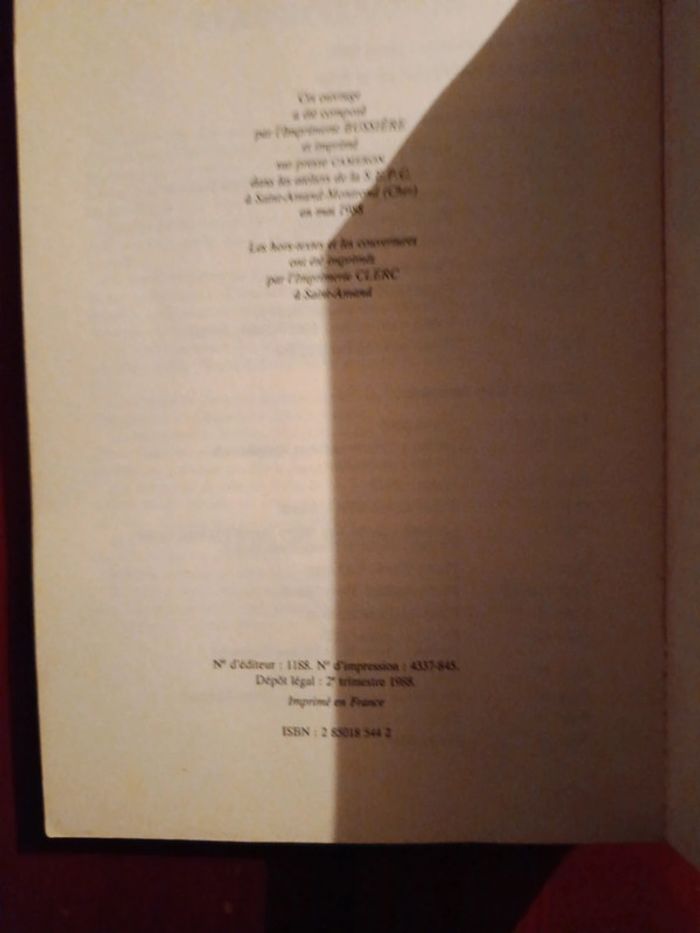 Cet ouvrage
a été composé
par l'Imprimerie BUSSIÈRE
et imprimé
sur presse CAMERON
dans les ateliers de la S.E.P.C.
à Saint-Amand-Montrond (Cher)
en mai 1988
Les hors-textes et les couvertures
ont été imprimés
par l'Imprimerie CLERC
à Saint-Amand
N° d'éditeur : 1188. N° d'impression : 4337-845.
Dépôt légal : 2e trimestre 1988.
Imprimé en France
ISBN : 2 85018 544 2